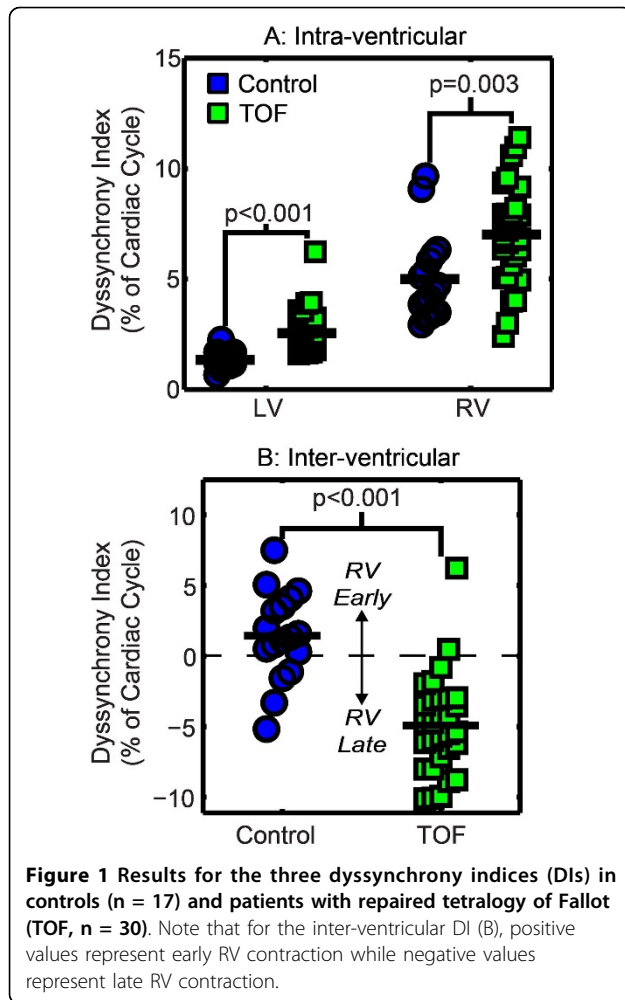 A: Intra-ventricular
15
10
5
0
Dyssynchrony Index
(% of Cardiac Cycle)
Control
TOF
p<0.001
p=0.003
LV
RV
B: Inter-ventricular
10
5
0
−5
−10
Dyssynchrony Index
(% of Cardiac Cycle)
p<0.001
RV
Early
RV
Late
Control
TOF
Figure 1 Results for the three dyssynchrony indices (DIs) in
controls (n = 17) and patients with repaired tetralogy of Fallot
(TOF, n = 30). Note that for the inter-ventricular DI (B), positive
values represent early RV contraction while negative values
represent late RV contraction.